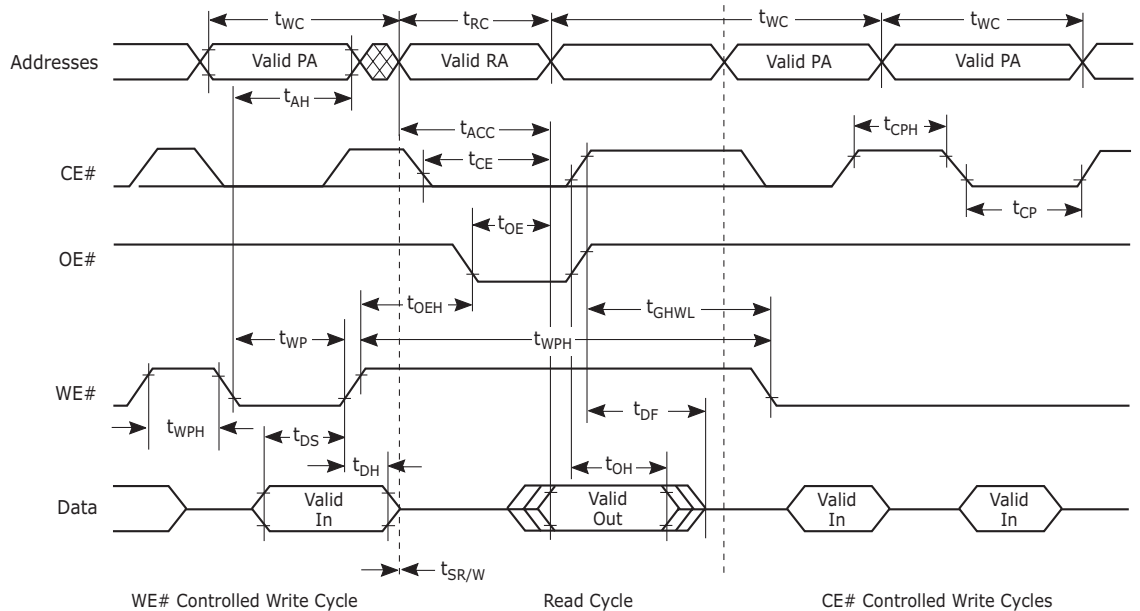 tWC tRC tWC tWC
Addresses Valid PA Valid RA Valid PA Valid PA
tAH
tACC tCPH
CE# tCE
tCP
tOE
OE#
tOEH tGHWL
tWP tWPH
WE#
tWPH tDS tDF
tDH tOH
Data Valid In Valid Out Valid In Valid In
tSR/W
WE# Controlled Write Cycle Read Cycle CE# Controlled Write Cycles